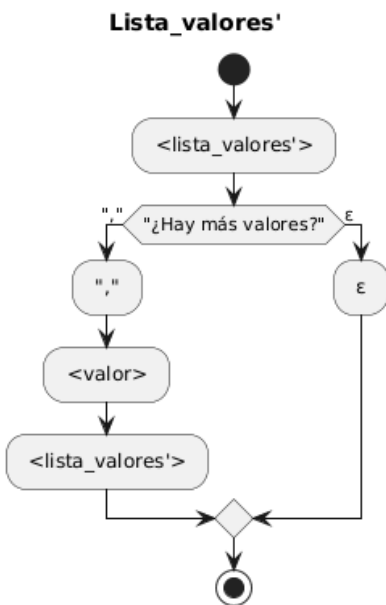 Lista_valores'
<lista_valores'>
"," "¿Hay más valores?" ε
"," ε
<valor>
<lista_valores'>